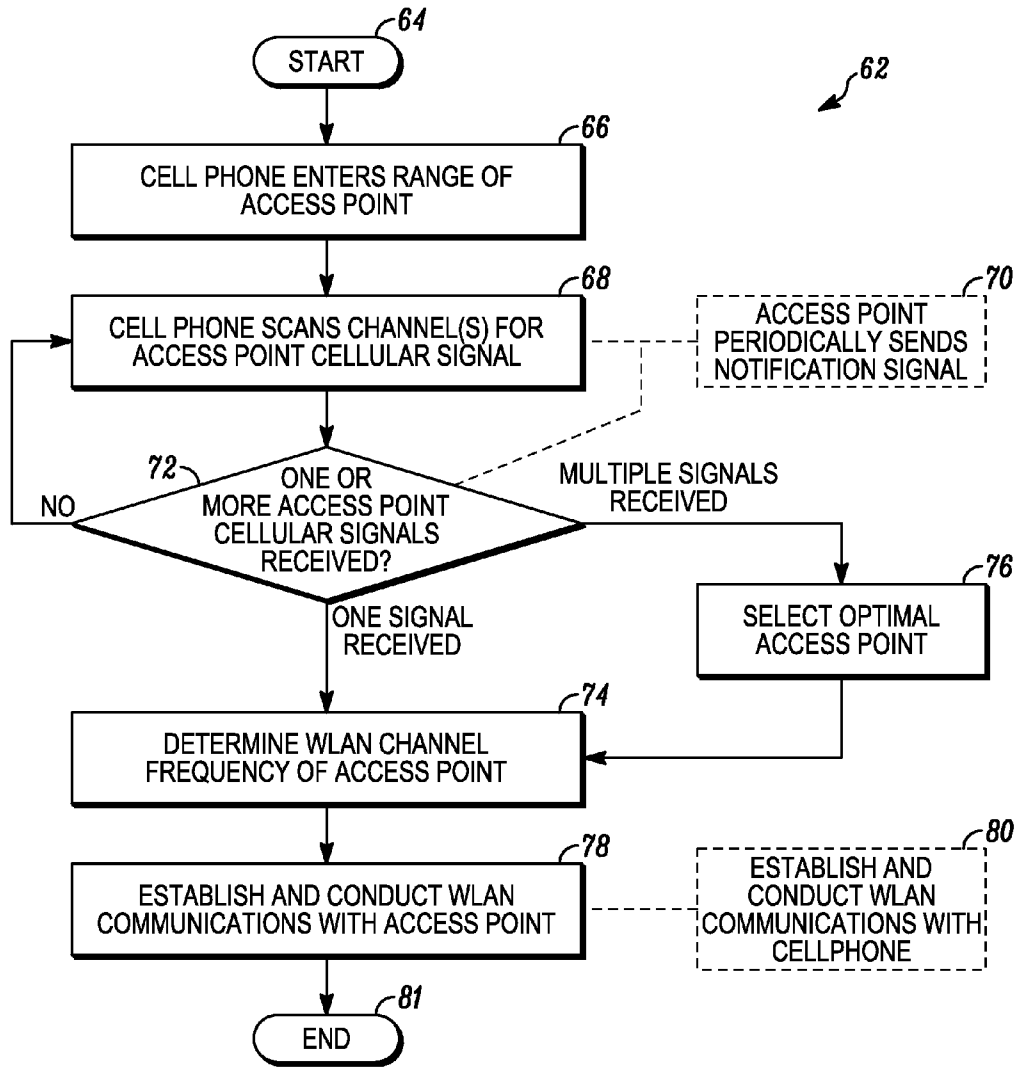 64
START
62
66
CELL PHONE ENTERS RANGE OF
ACCESS POINT
68
CELL PHONE SCANS CHANNEL(S) FOR
ACCESS POINT CELLULAR SIGNAL
70
ACCESS POINT
PERIODICALLY SENDS
NOTIFICATION SIGNAL
72
ONE OR
MORE ACCESS POINT
CELLULAR SIGNALS
RECEIVED?
NO
MULTIPLE SIGNALS
RECEIVED
ONE SIGNAL
RECEIVED
76
SELECT OPTIMAL
ACCESS POINT
74
DETERMINE WLAN CHANNEL
FREQUENCY OF ACCESS POINT
78
ESTABLISH AND CONDUCT WLAN
COMMUNICATIONS WITH ACCESS POINT
80
ESTABLISH AND
CONDUCT WLAN
COMMUNICATIONS WITH
CELLPHONE
81
END